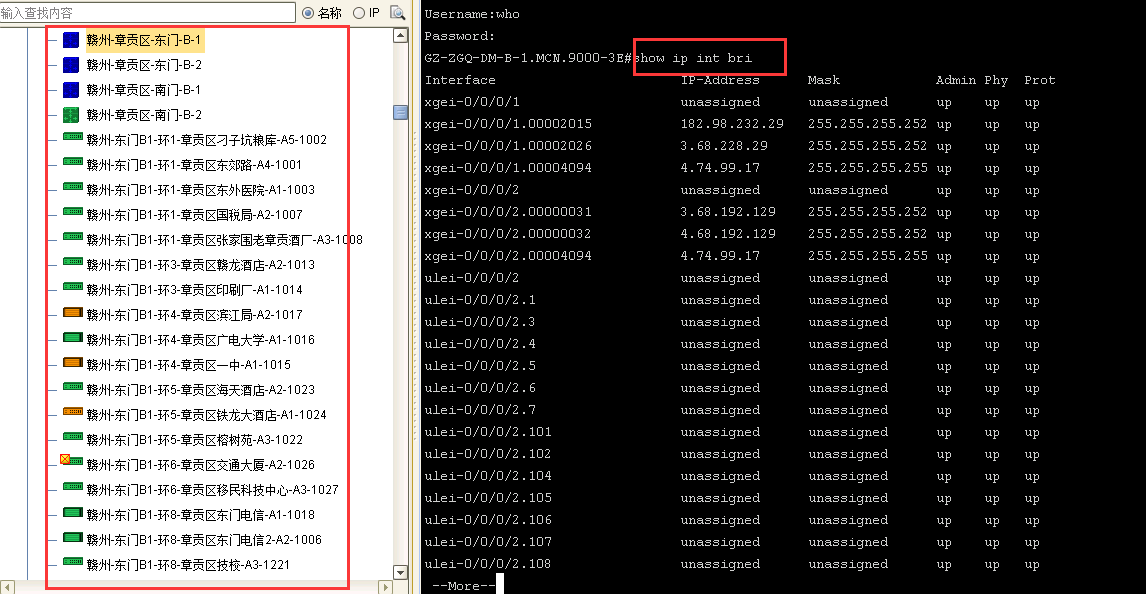 输入查找内容 名称 IP
赣州-章贡区-东门-B-1
赣州-章贡区-东门-B-2
赣州-章贡区-南门-B-1
赣州-章贡区-南门-B-2
赣州-东门B1-环1-章贡区刁子坑粮库-A5-1002
赣州-东门B1-环1-章贡区东郊路-A4-1001
赣州-东门B1-环1-章贡区东外医院-A1-1003
赣州-东门B1-环1-章贡区国税局-A2-1007
赣州-东门B1-环1-章贡区张家围老章贡酒厂-A3-1008
赣州-东门B1-环3-章贡区赣龙酒店-A2-1013
赣州-东门B1-环3-章贡区印刷厂-A1-1014
赣州-东门B1-环4-章贡区滨江局-A2-1017
赣州-东门B1-环4-章贡区广电大学-A1-1016
赣州-东门B1-环4-章贡区一中-A1-1015
赣州-东门B1-环5-章贡区海天酒店-A2-1023
赣州-东门B1-环5-章贡区铁龙大酒店-A1-1024
赣州-东门B1-环5-章贡区榕树苑-A3-1022
赣州-东门B1-环6-章贡区交通大厦-A2-1026
赣州-东门B1-环6-章贡区移民科技中心-A3-1027
赣州-东门B1-环8-章贡区东门电信-A1-1018
赣州-东门B1-环8-章贡区东门电信2-A2-1006
赣州-东门B1-环8-章贡区技校-A3-1221
Username:who
Password:
GZ-ZGQ-DM-B-1.MCN.9000-3E#show ip int bri
Interface IP-Address Mask Admin Phy Prot
xgei-0/0/0/1 unassigned unassigned up up up
xgei-0/0/0/1.00002015 182.98.232.29 255.255.255.252 up up up
xgei-0/0/0/1.00002026 3.68.228.29 255.255.255.252 up up up
xgei-0/0/0/1.00004094 4.74.99.17 255.255.255.255 up up up
xgei-0/0/0/2 unassigned unassigned up up up
xgei-0/0/0/2.00000031 3.68.192.129 255.255.255.252 up up up
xgei-0/0/0/2.00000032 4.68.192.129 255.255.255.252 up up up
xgei-0/0/0/2.00004094 4.74.99.17 255.255.255.255 up up up
ulei-0/0/0/2 unassigned unassigned up up up
ulei-0/0/0/2.1 unassigned unassigned up up up
ulei-0/0/0/2.3 unassigned unassigned up up up
ulei-0/0/0/2.4 unassigned unassigned up up up
ulei-0/0/0/2.5 unassigned unassigned up up up
ulei-0/0/0/2.6 unassigned unassigned up up up
ulei-0/0/0/2.7 unassigned unassigned up up up
ulei-0/0/0/2.101 unassigned unassigned up up up
ulei-0/0/0/2.102 unassigned unassigned up up up
ulei-0/0/0/2.104 unassigned unassigned up up up
ulei-0/0/0/2.105 unassigned unassigned up up up
ulei-0/0/0/2.106 unassigned unassigned up up up
ulei-0/0/0/2.107 unassigned unassigned up up up
ulei-0/0/0/2.108 unassigned unassigned up up up
--More--